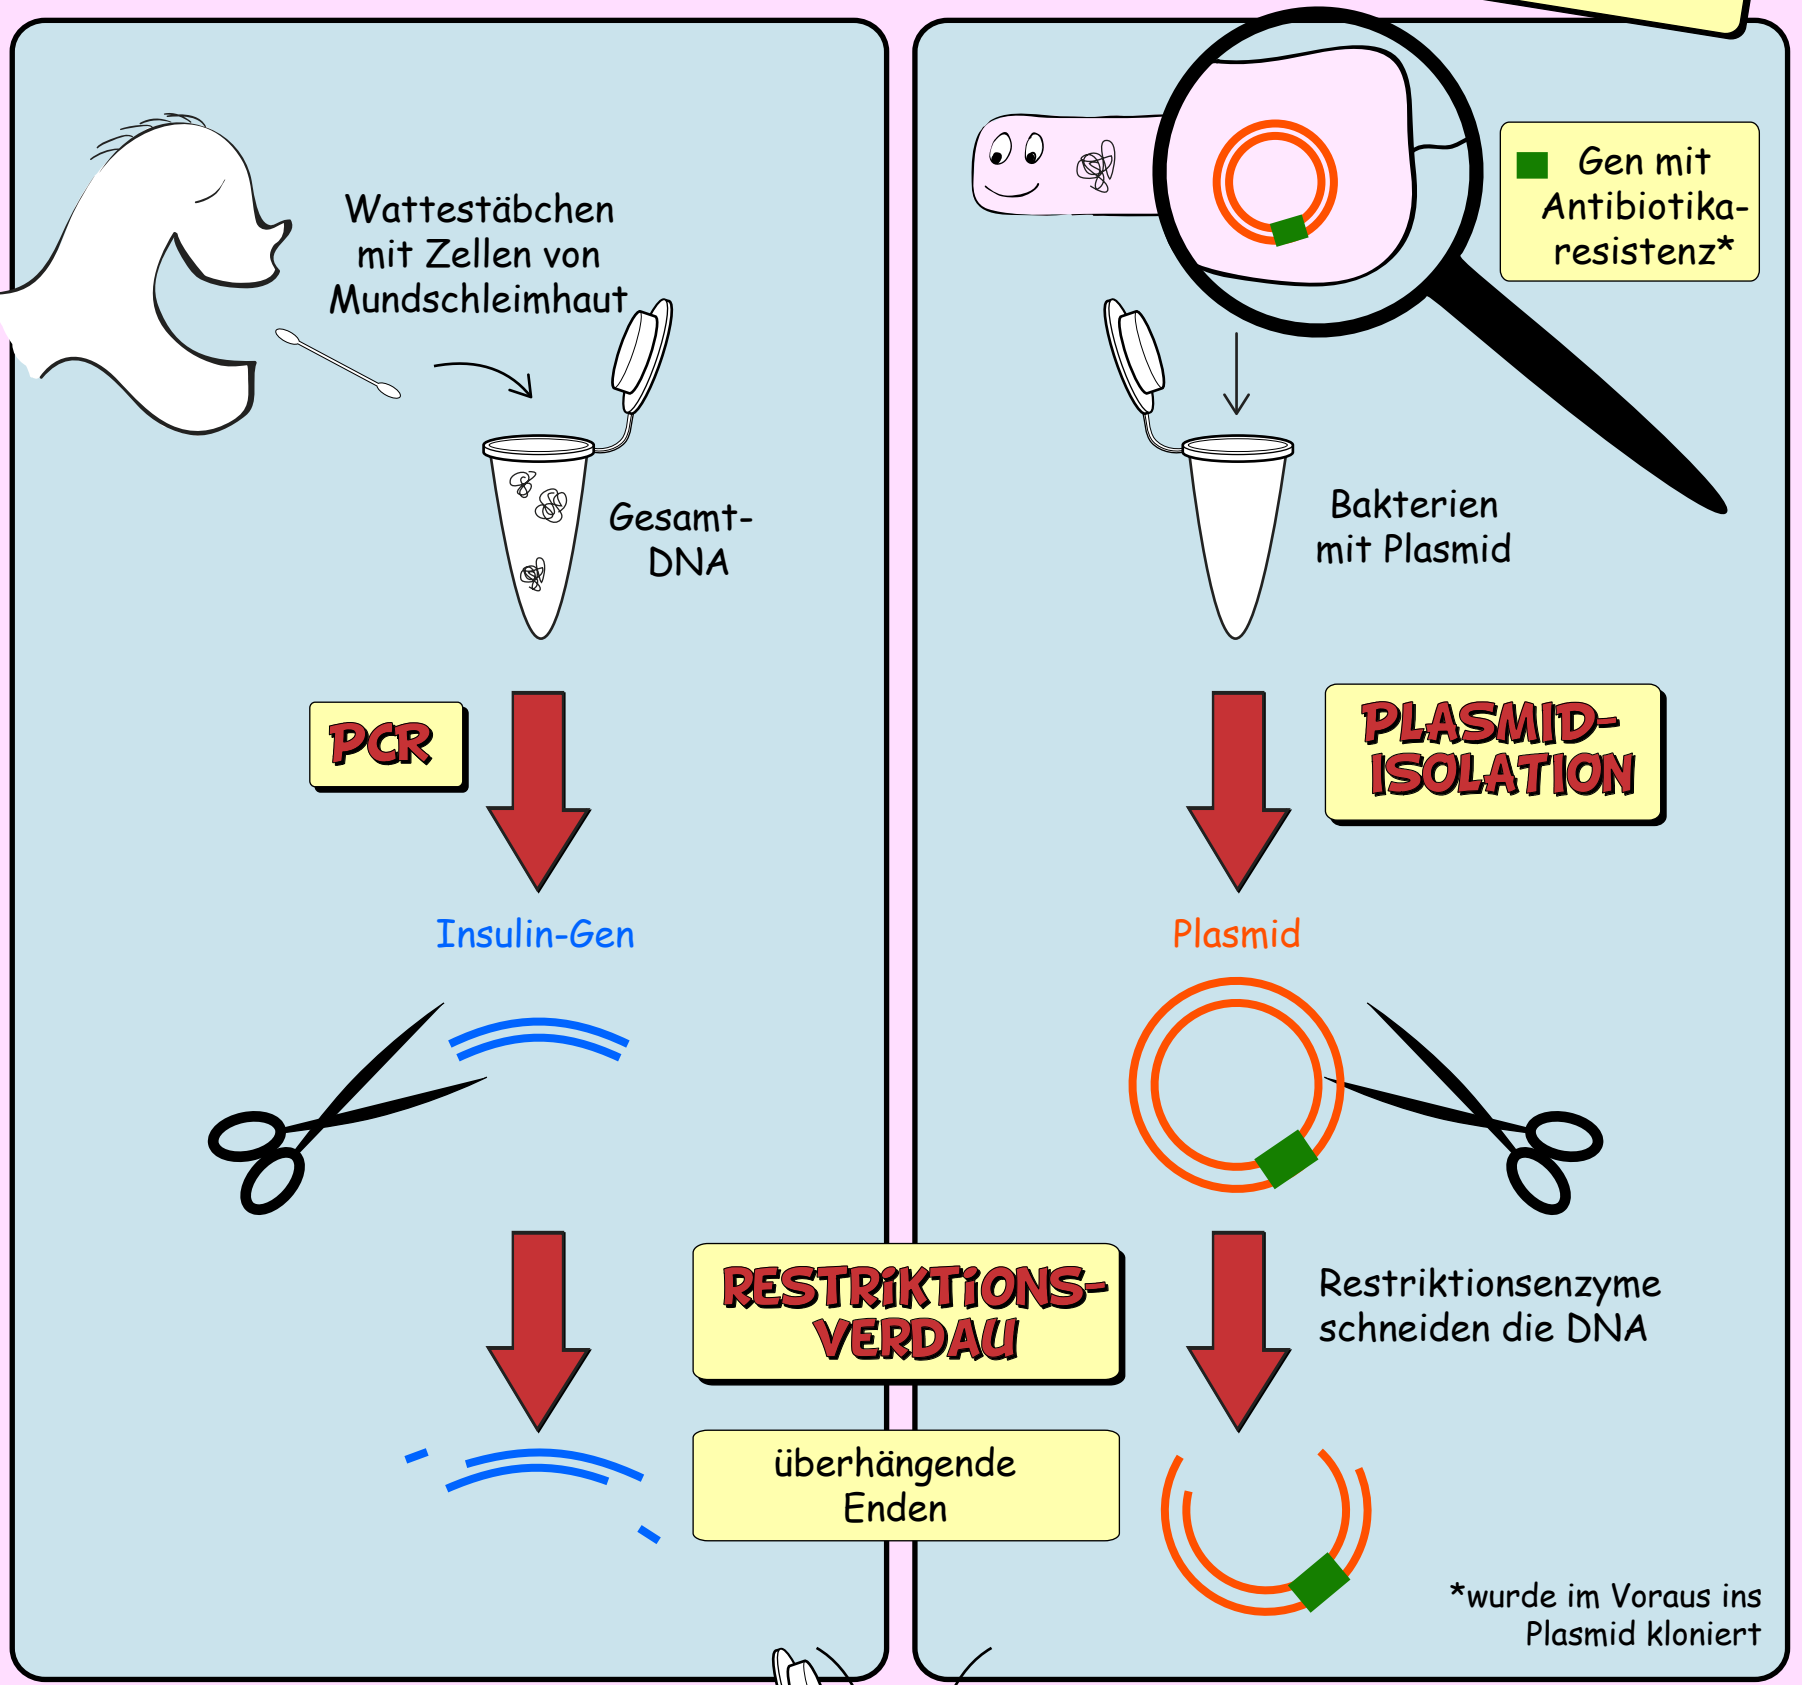 Wattestäbchen
mit Zellen von
Mundschleimhaut
Gesamt-
DNA
PCR
Insulin-Gen
Gen mit
Antibiotika-
resistenz*
Bakterien
mit Plasmid
PLASMID-
ISOLATION
Plasmid
RESTRIKTIONS-
VERDAU
Restriktionsenzyme
schneiden die DNA
überhängende
Enden
*wurde im Voraus ins
Plasmid kloniert